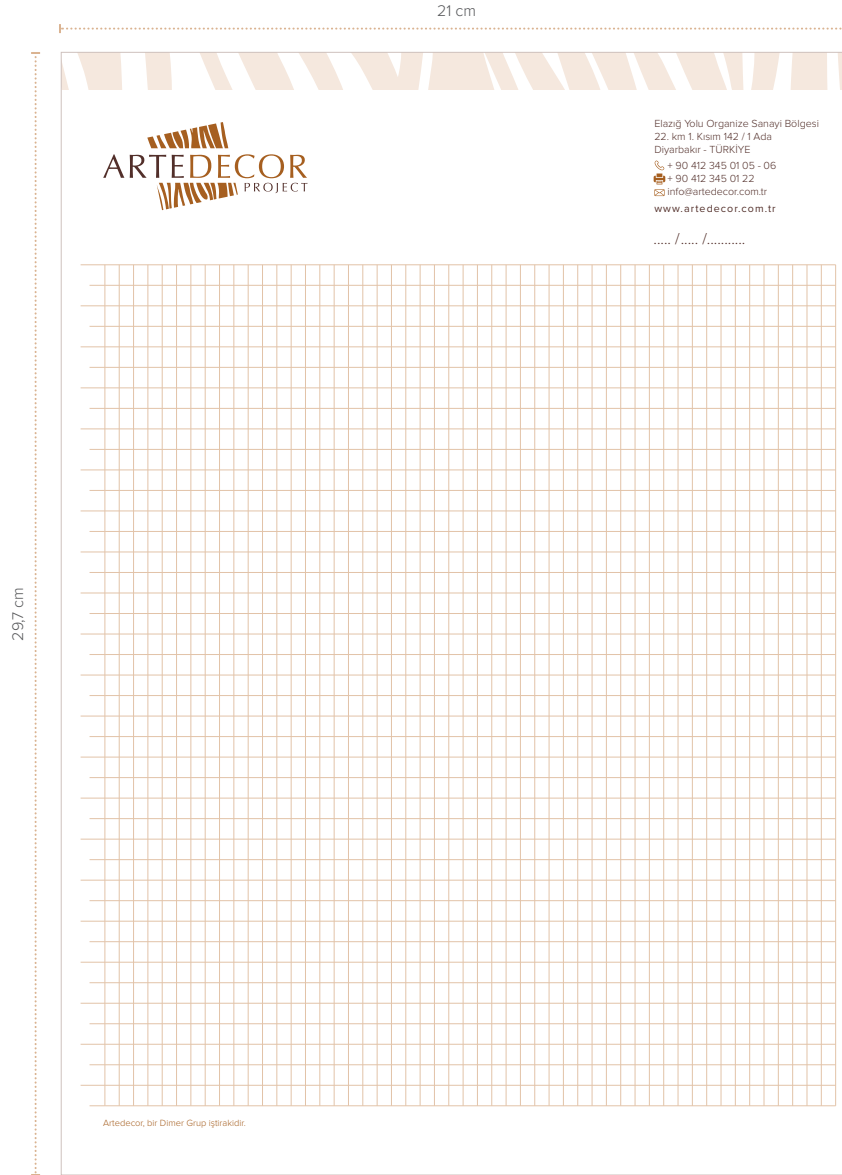 21 cm
29,7 cm
ARTEDECOR
PROJECT
Elazığ Yolu Organize Sanayi Bölgesi
22. km 1. Kısım 142 / 1 Ada
Diyarbakır - TÜRKİYE
+ 90 412 345 01 05 - 06
+ 90 412 345 01 22
info@artedecor.com.tr
www.artedecor.com.tr
..... /..... /...........
Artedecor, bir Dimer Grup iştirakidir.